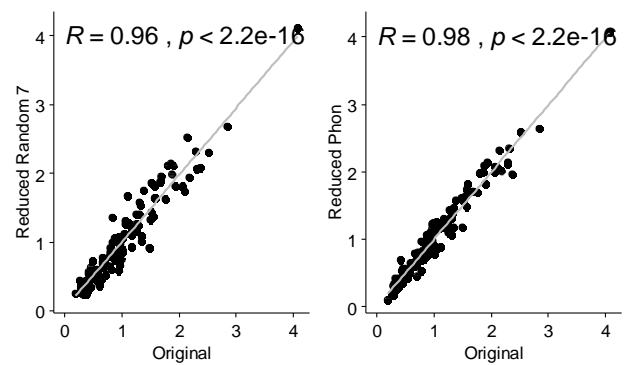 R = 0.96 , p < 2.2e-16
4
3
2
1
0
Reduced Random 7
0 1 2 3 4
Original
R = 0.98 , p < 2.2e-16
4
3
2
1
0
Reduced Phon
0 1 2 3 4
Original